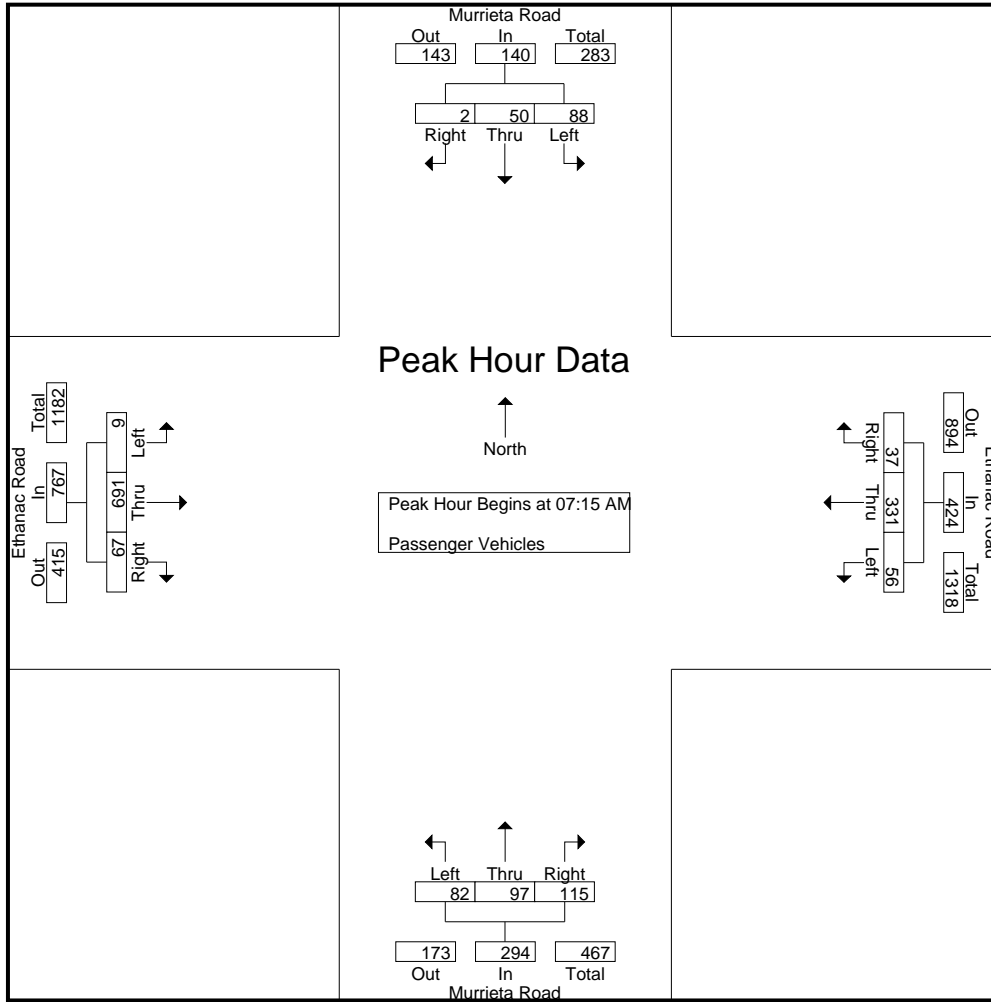 Murrieta Road
Out In Total
143 140 283
2 50 88
Right Thru Left
Peak Hour Data
North
Peak Hour Begins at 07:15 AM
Passenger Vehicles
Ethanac Road
Total In Out
1182 767 415
9 691 67
Left Thru Right
Ethanac Road
Out In Total
894 424 1318
37 331 56
Right Thru Left
Left Thru Right
82 97 115
173 294 467
Out In Total
Murrieta Road